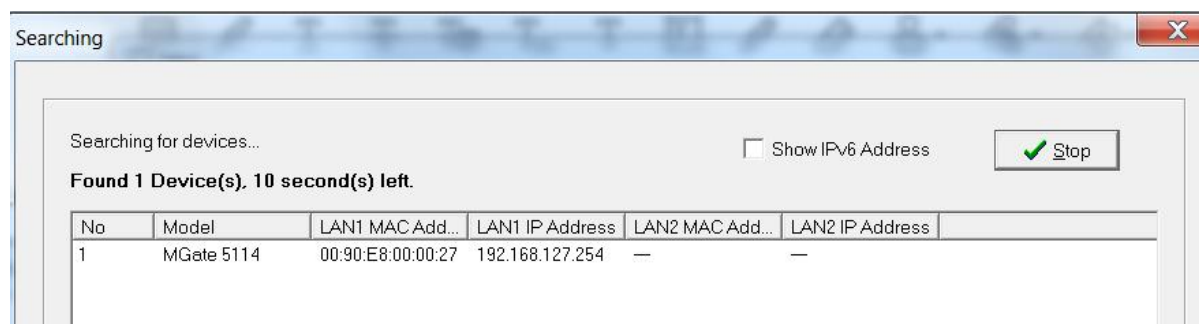 Searching
Searching for devices...
Show IPv6 Address
Stop
Found 1 Device(s), 10 second(s) left.
No Model LAN1 MAC Add... LAN1 IP Address LAN2 MAC Add... LAN2 IP Address
1 MGate 5114 00:90:E8:00:00:27 192.168.127.254 — —